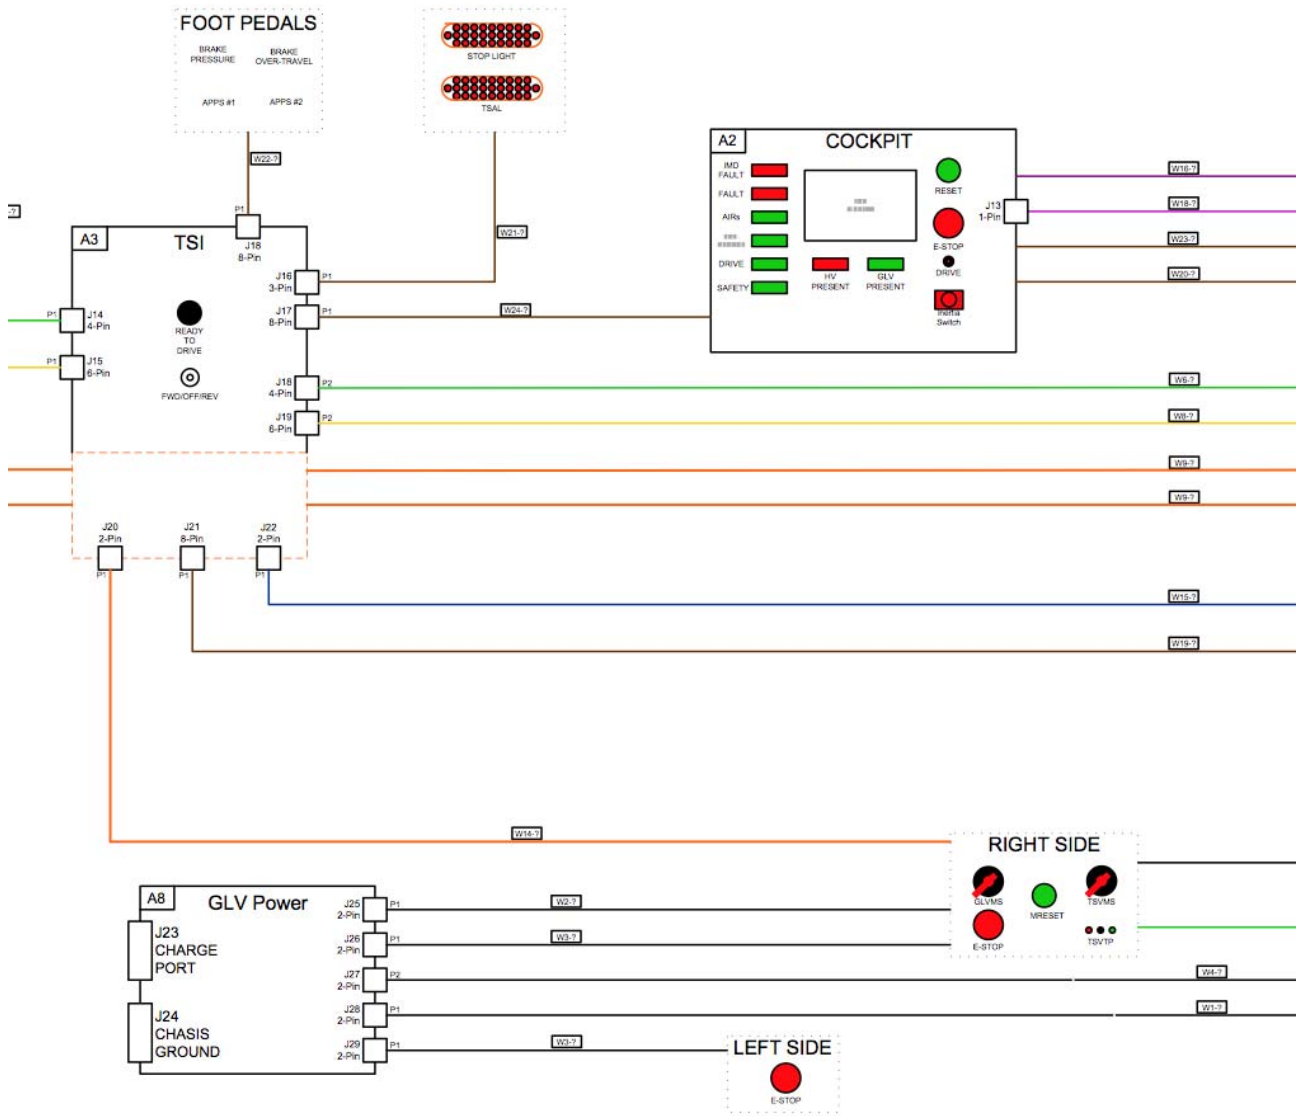 FOOT PEDALS
BRAKE
PRESSURE
BRAKE
OVER-TRAVEL
APPS #1
APPS #2
STOP LIGHT
TSAL
W22-?
W21-?
-?
A3
TSI
P1
J18
8-Pin
J16
3-Pin
P1
J17
8-Pin
P1
W24-?
P1
J14
4-Pin
P1
J15
6-Pin
READY
TO
DRIVE
FWD/OFF/REV
J18
4-Pin
P2
J19
6-Pin
P2
A2
COCKPIT
IMD
FAULT
FAULT
AIRs
DRIVE
SAFETY
HV
PRESENT
GLV
PRESENT
RESET
E-STOP
DRIVE
Inertia
Switch
J13
1-Pin
W16-?
W18-?
W23-?
W20-?
W6-?
W8-?
W9-?
W9-?
J20
2-Pin
P1
J21
8-Pin
P1
J22
2-Pin
P1
W15-?
W19-?
W14-?
RIGHT SIDE
GLVMS
MRESET
TSVMS
E-STOP
TSVTP
A8
GLV Power
J23
CHARGE
PORT
J24
CHASIS
GROUND
J25
2-Pin
P1
W2-?
J26
2-Pin
P1
W3-?
J27
2-Pin
P2
W4-?
J28
2-Pin
P1
W1-?
J29
2-Pin
P1
W3-?
LEFT SIDE
E-STOP